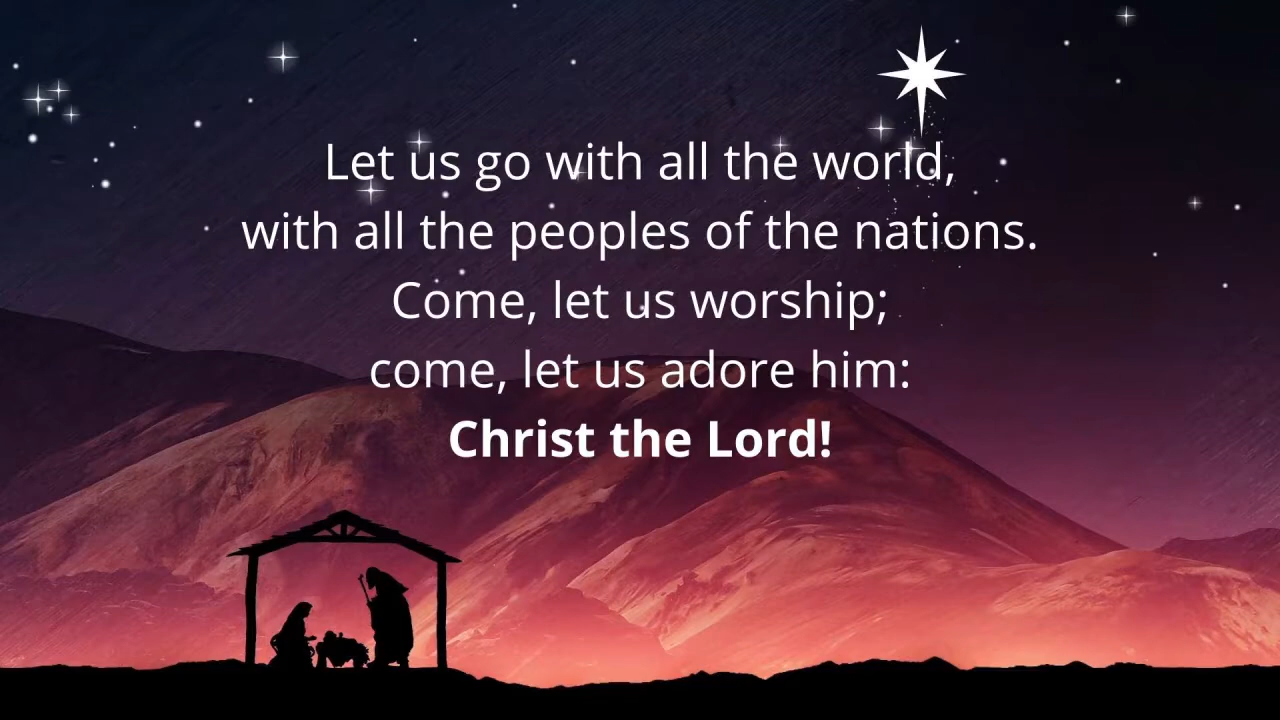 Let us go with all the world,
with all the peoples of the nations.
Come, let us worship;
come, let us adore him:
Christ the Lord!